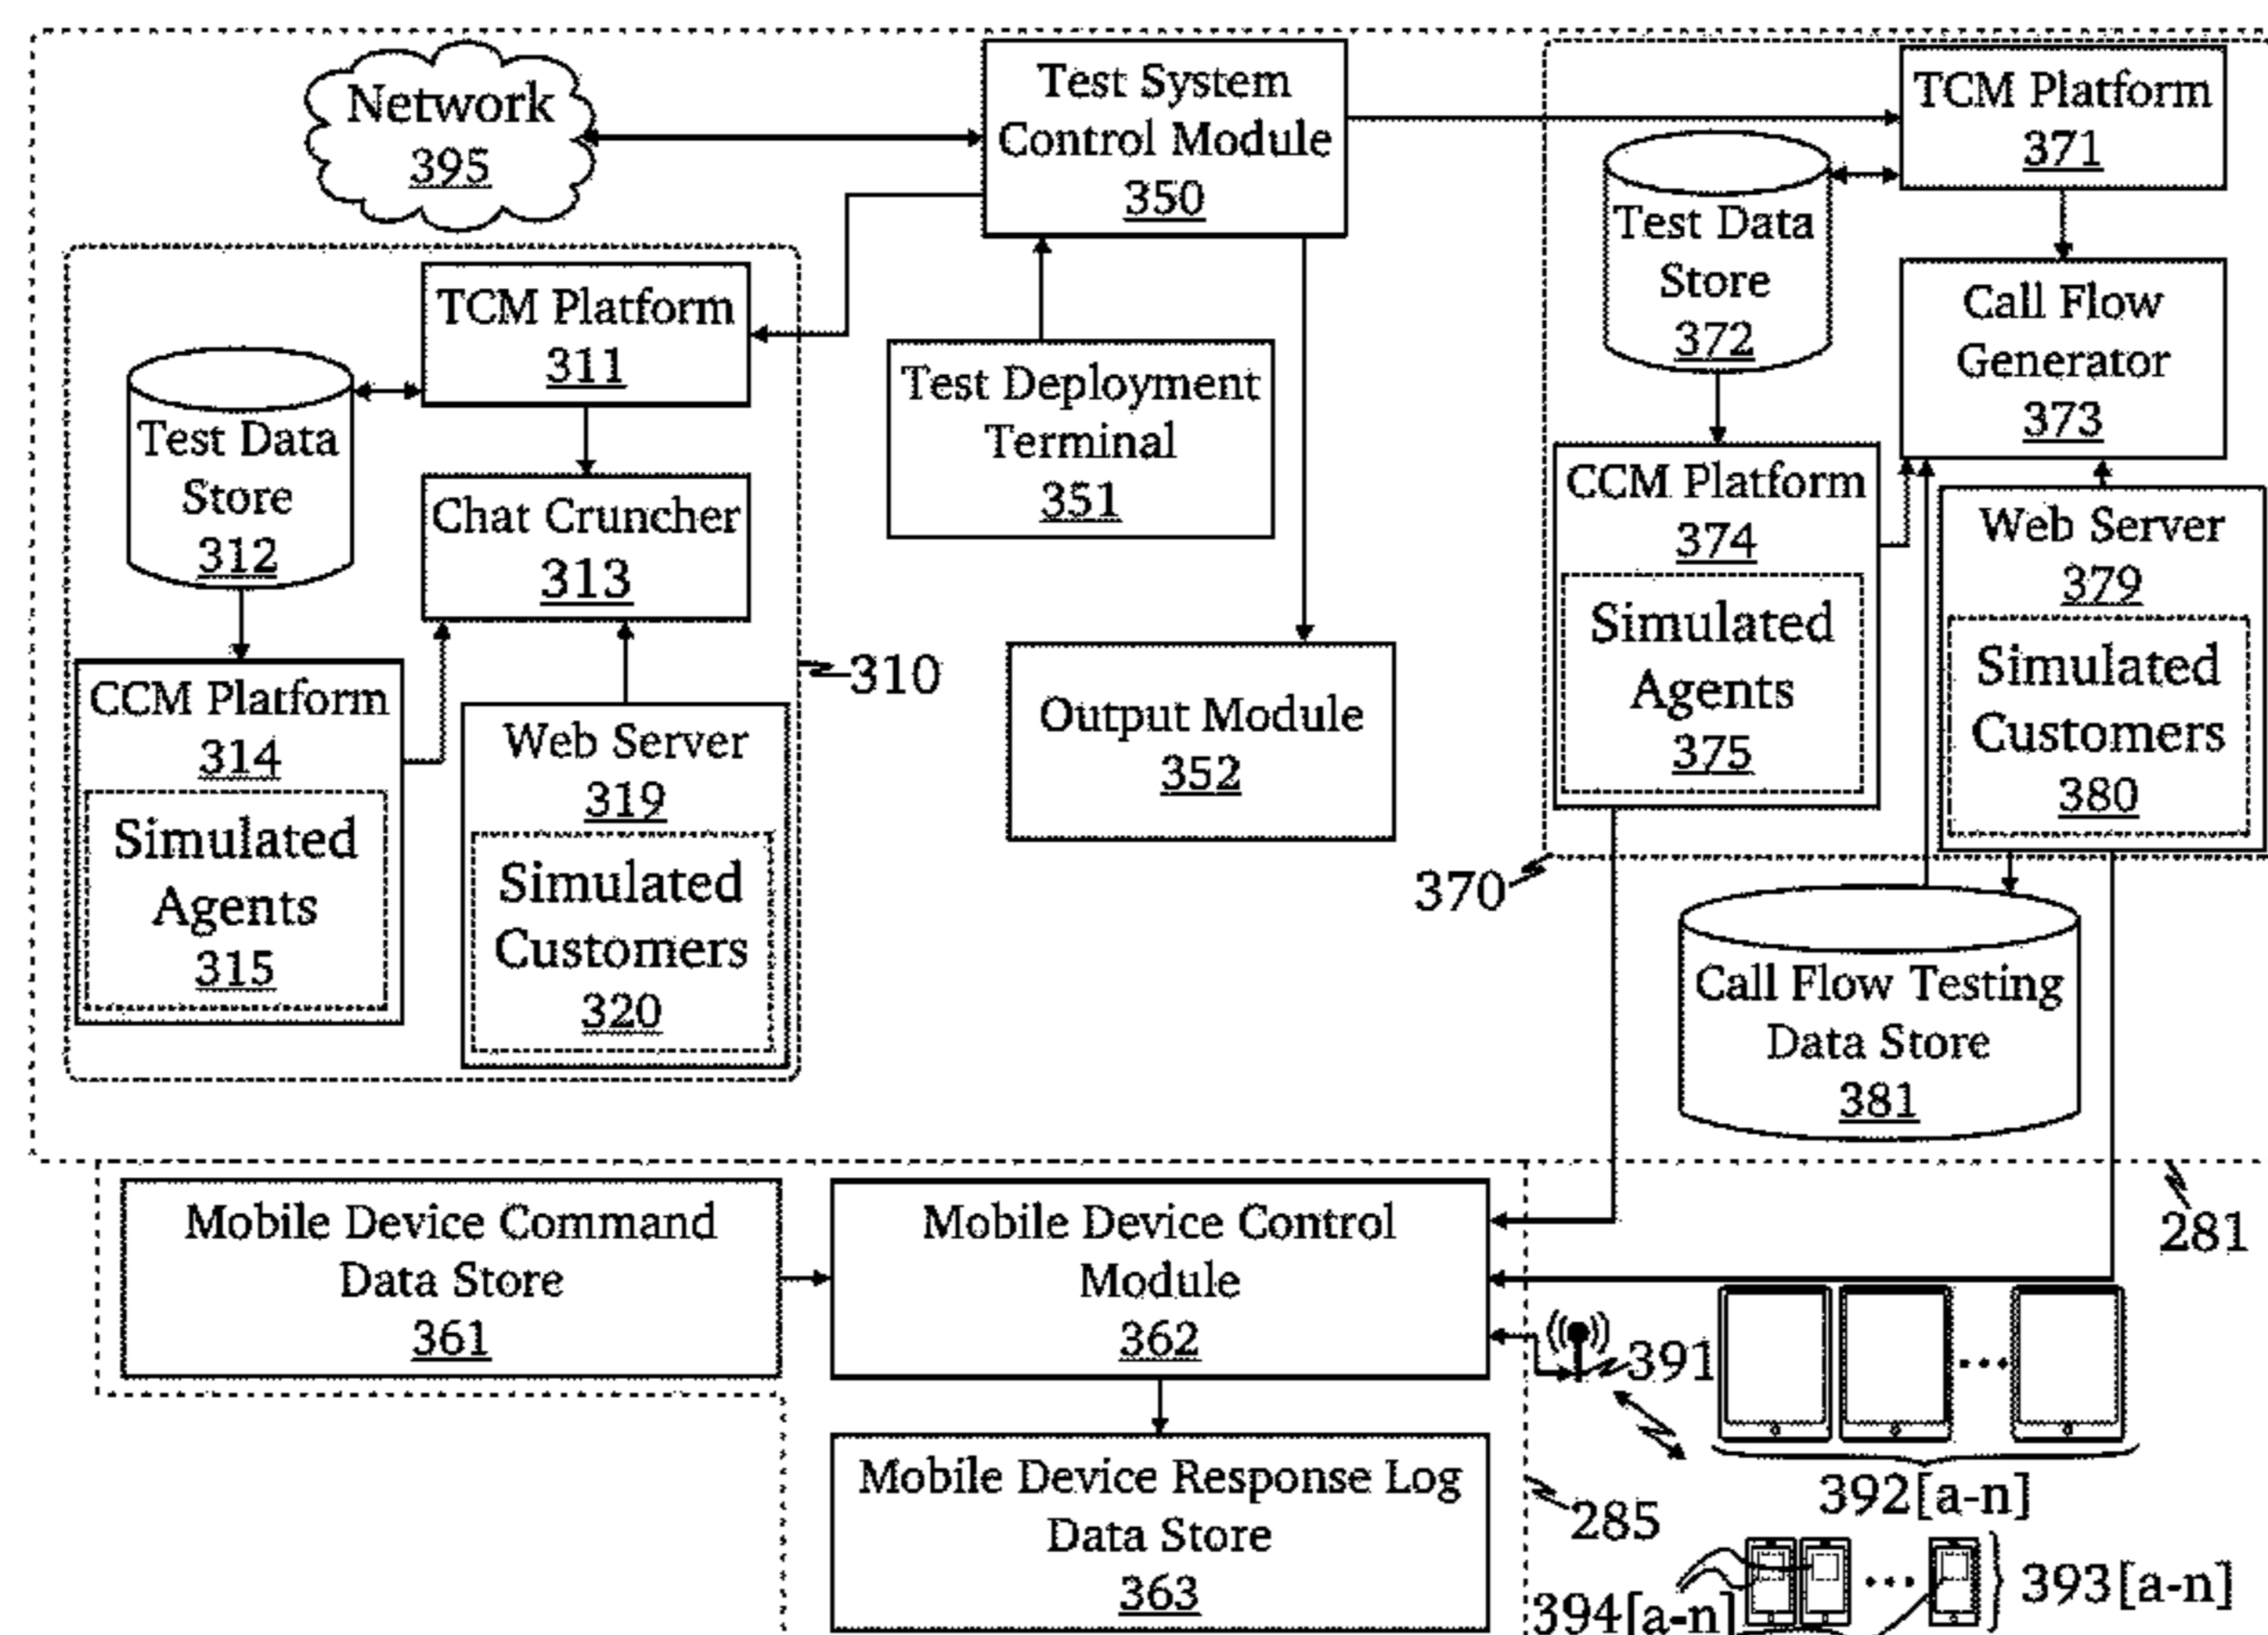 Network
395
Test System
Control Module
350
TCM Platform
371
Test Data
Store
372
Call Flow
Generator
373
TCM Platform
311
Test Data
Store
312
Chat Cruncher
313
Test Deployment
Terminal
351
CCM Platform
374
Simulated
Agents
375
Web Server
379
Simulated
Customers
380
CCM Platform
314
Simulated
Agents
315
Web Server
319
Simulated
Customers
320
310
Output Module
352
370
Call Flow Testing
Data Store
381
281
Mobile Device Command
Data Store
361
Mobile Device Control
Module
362
391
392[a-n]
Mobile Device Response Log
Data Store
363
285
393[a-n]
394[a-n]